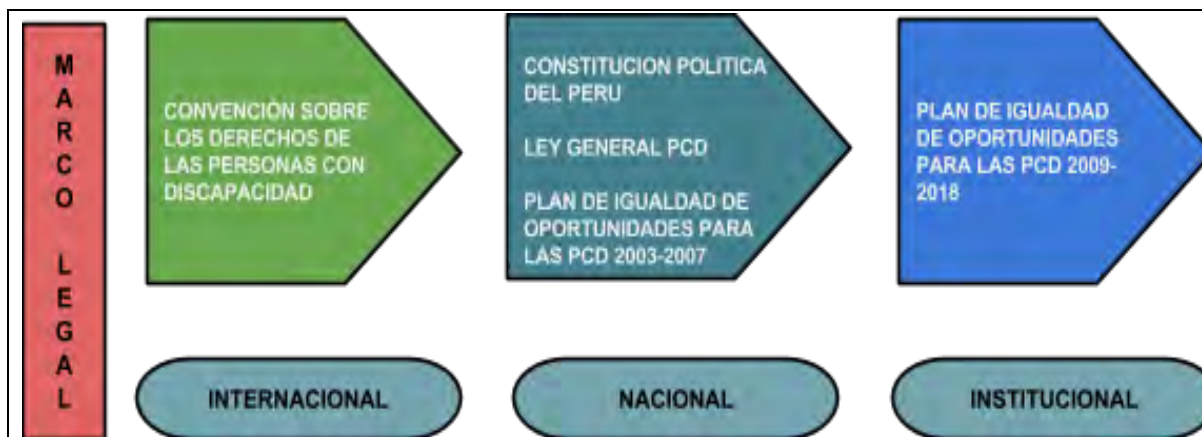 MARCO LEGAL
CONVENCIÓN SOBRE
LOS DERECHOS DE
LAS PERSONAS CON
DISCAPACIDAD
CONSTITUCION POLITICA
DEL PERU
LEY GENERAL PCD
PLAN DE IGUALDAD DE
OPORTUNIDADES PARA
LAS PCD 2003-2007
PLAN DE IGUALDAD
DE OPORTUNIDADES
PARA LAS PCD 2009-
2018
INTERNACIONAL
NACIONAL
INSTITUCIONAL